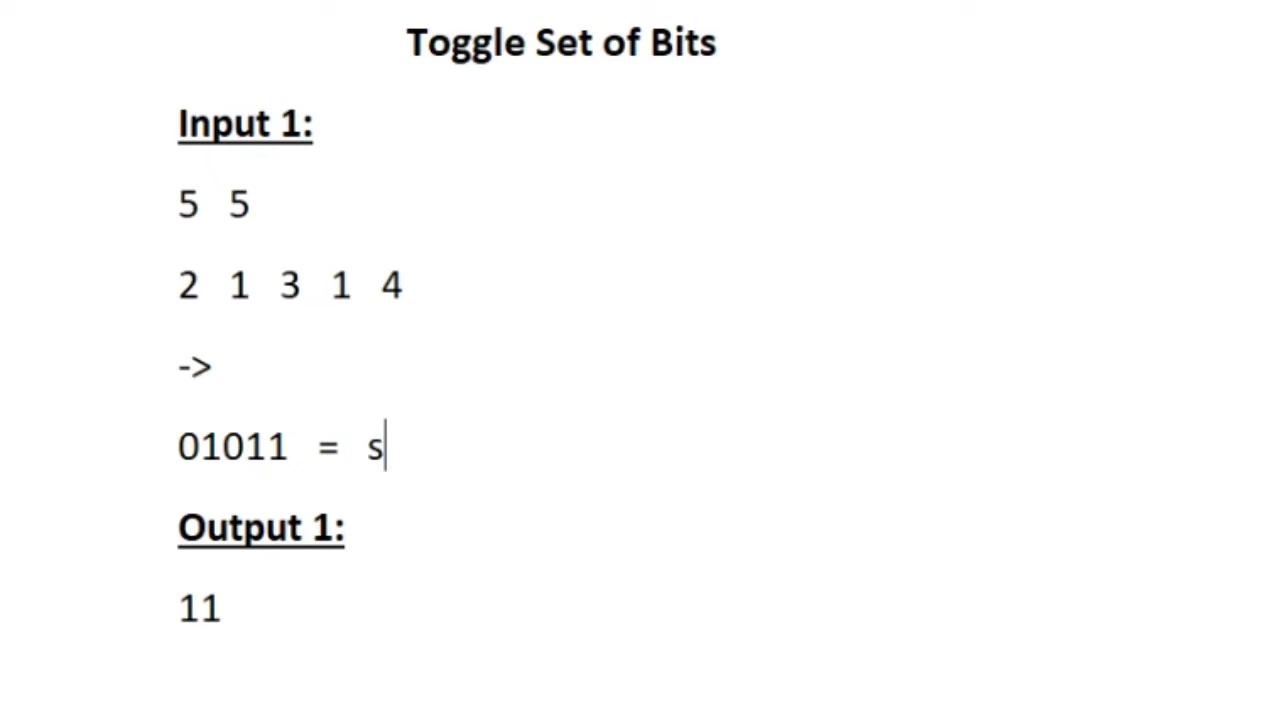 Toggle Set of Bits
Input 1:
5 5
2 1 3 1 4
->
01011 = s
Output 1:
11